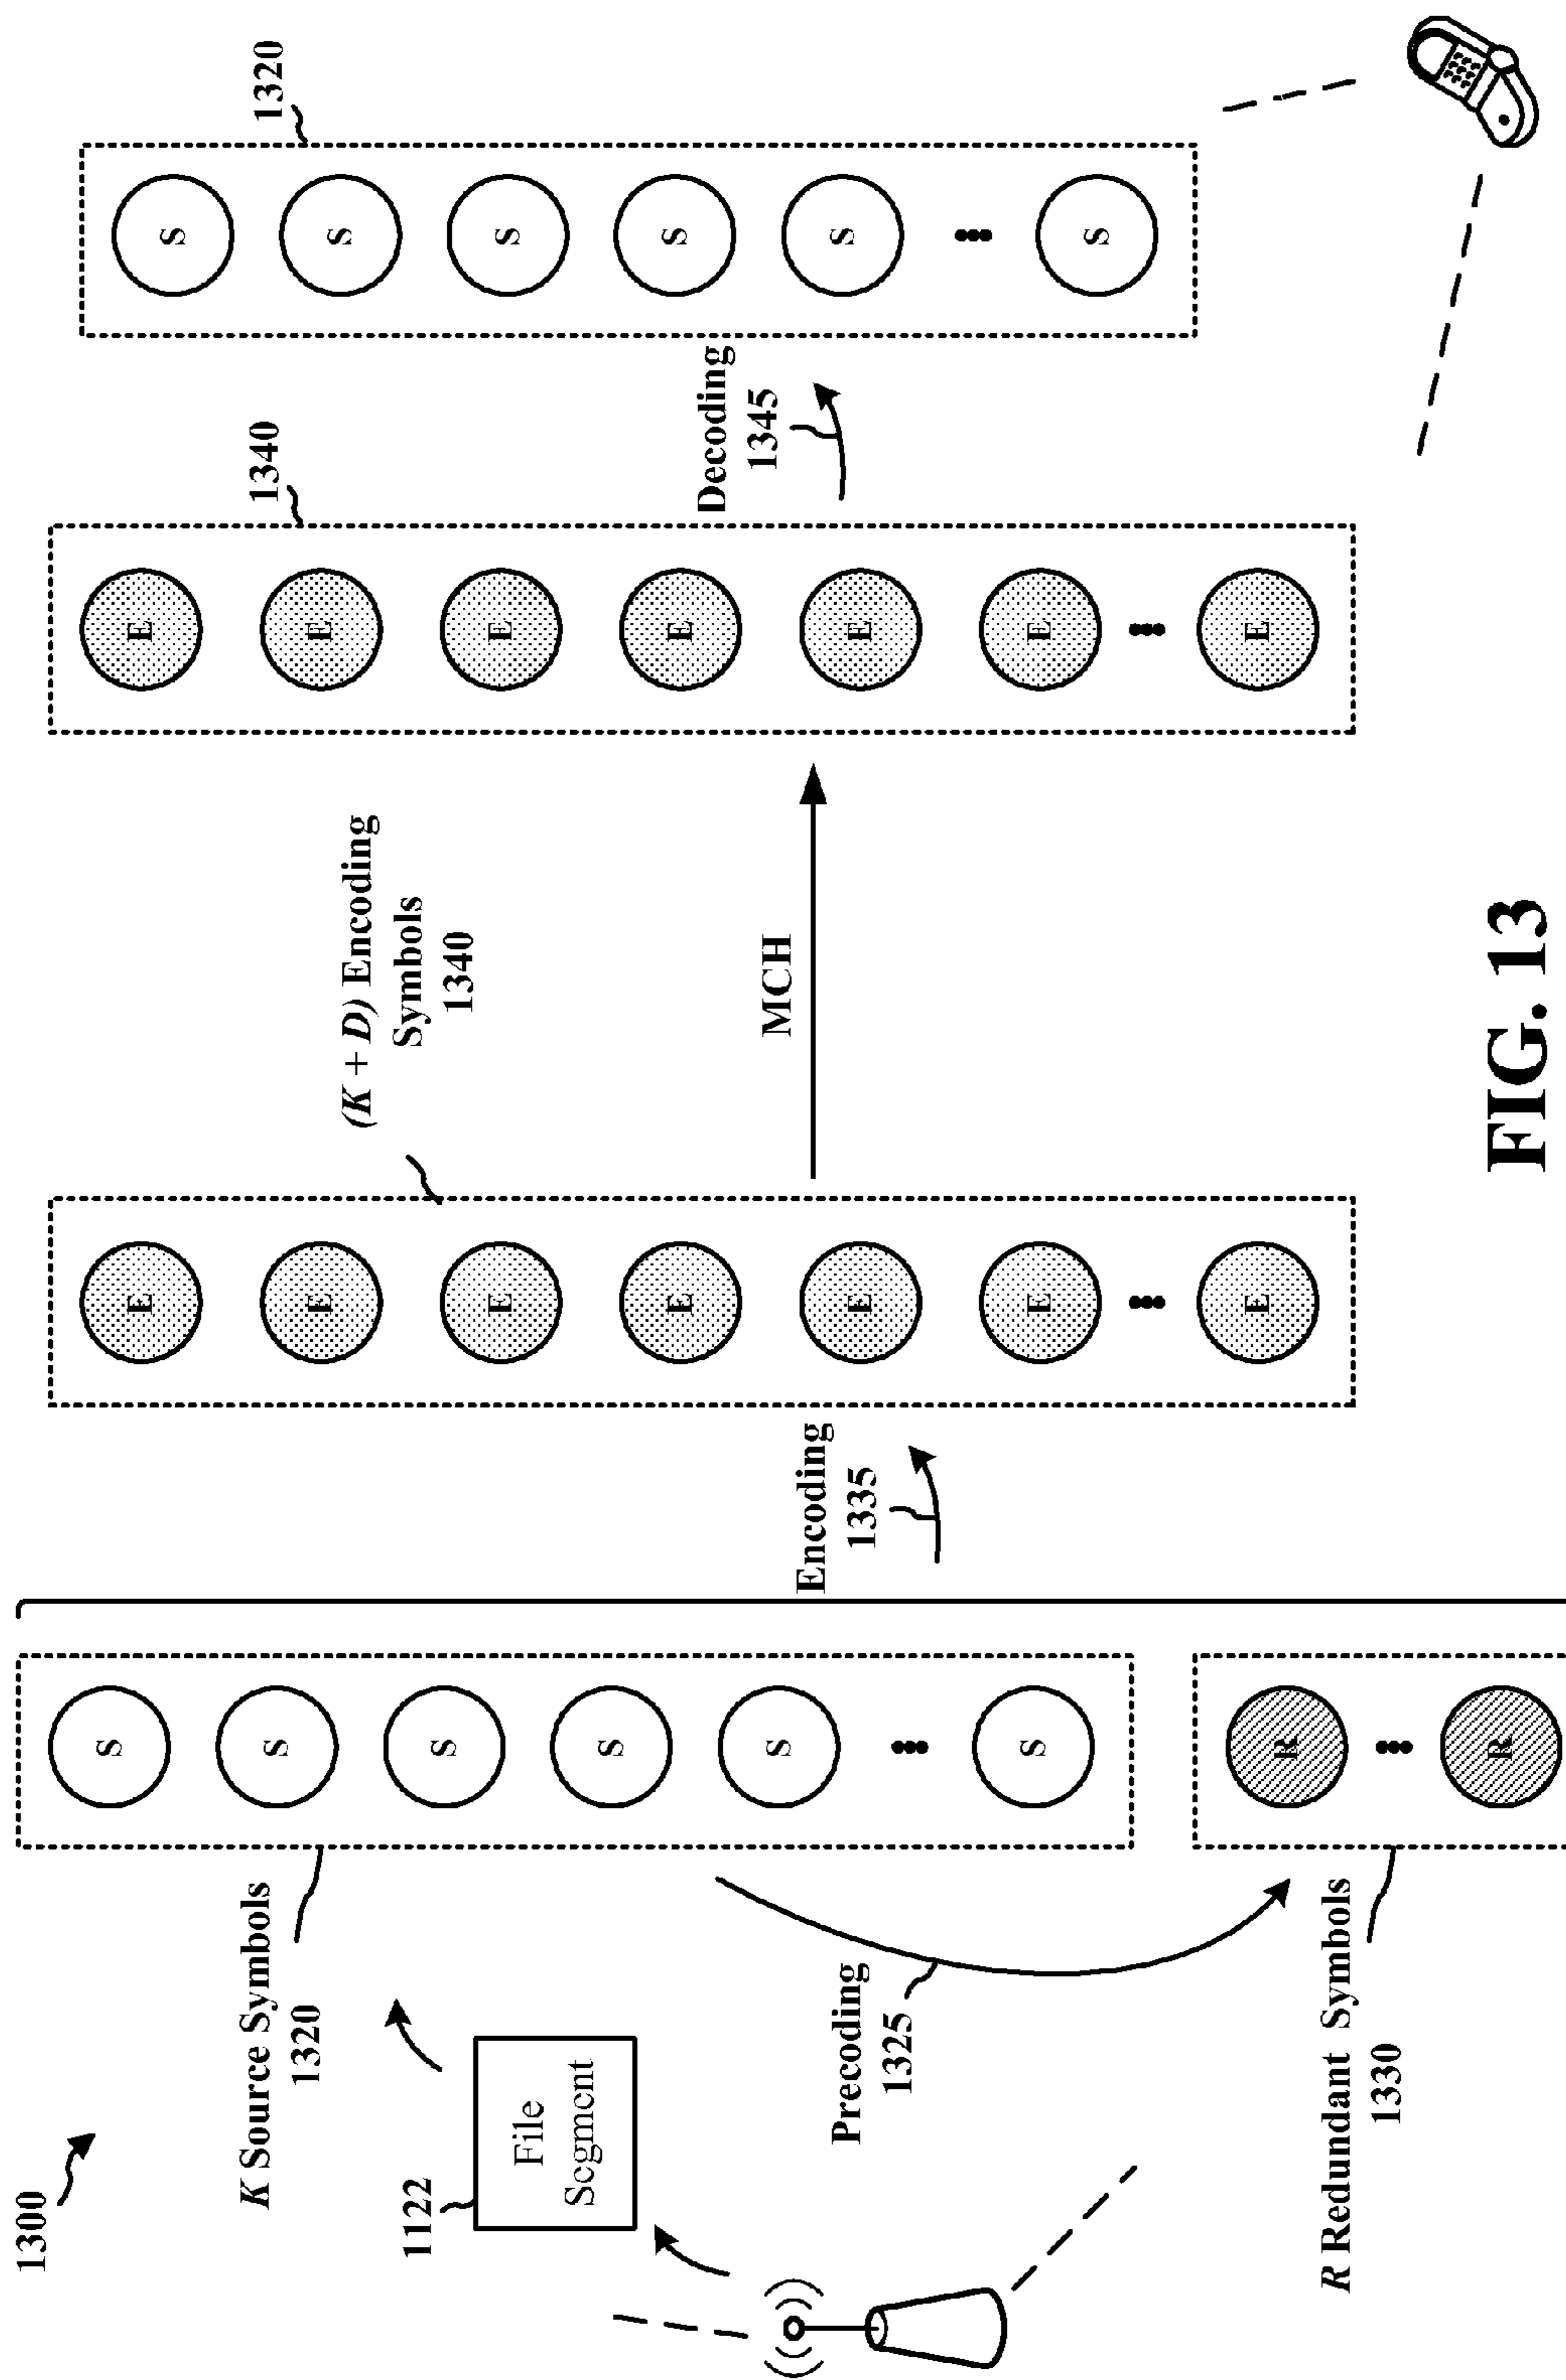 1300
K Source Symbols
1320
1122
File
Segment
Precoding
1325
R Redundant Symbols
1330
S
S
S
S
S
S
R
R
Encoding
1335
(K + D) Encoding
Symbols
1340
E
E
E
E
E
E
E
MCH
1340
E
E
E
E
E
E
E
Decoding
1345
1320
S
S
S
S
S
S
FIG. 13